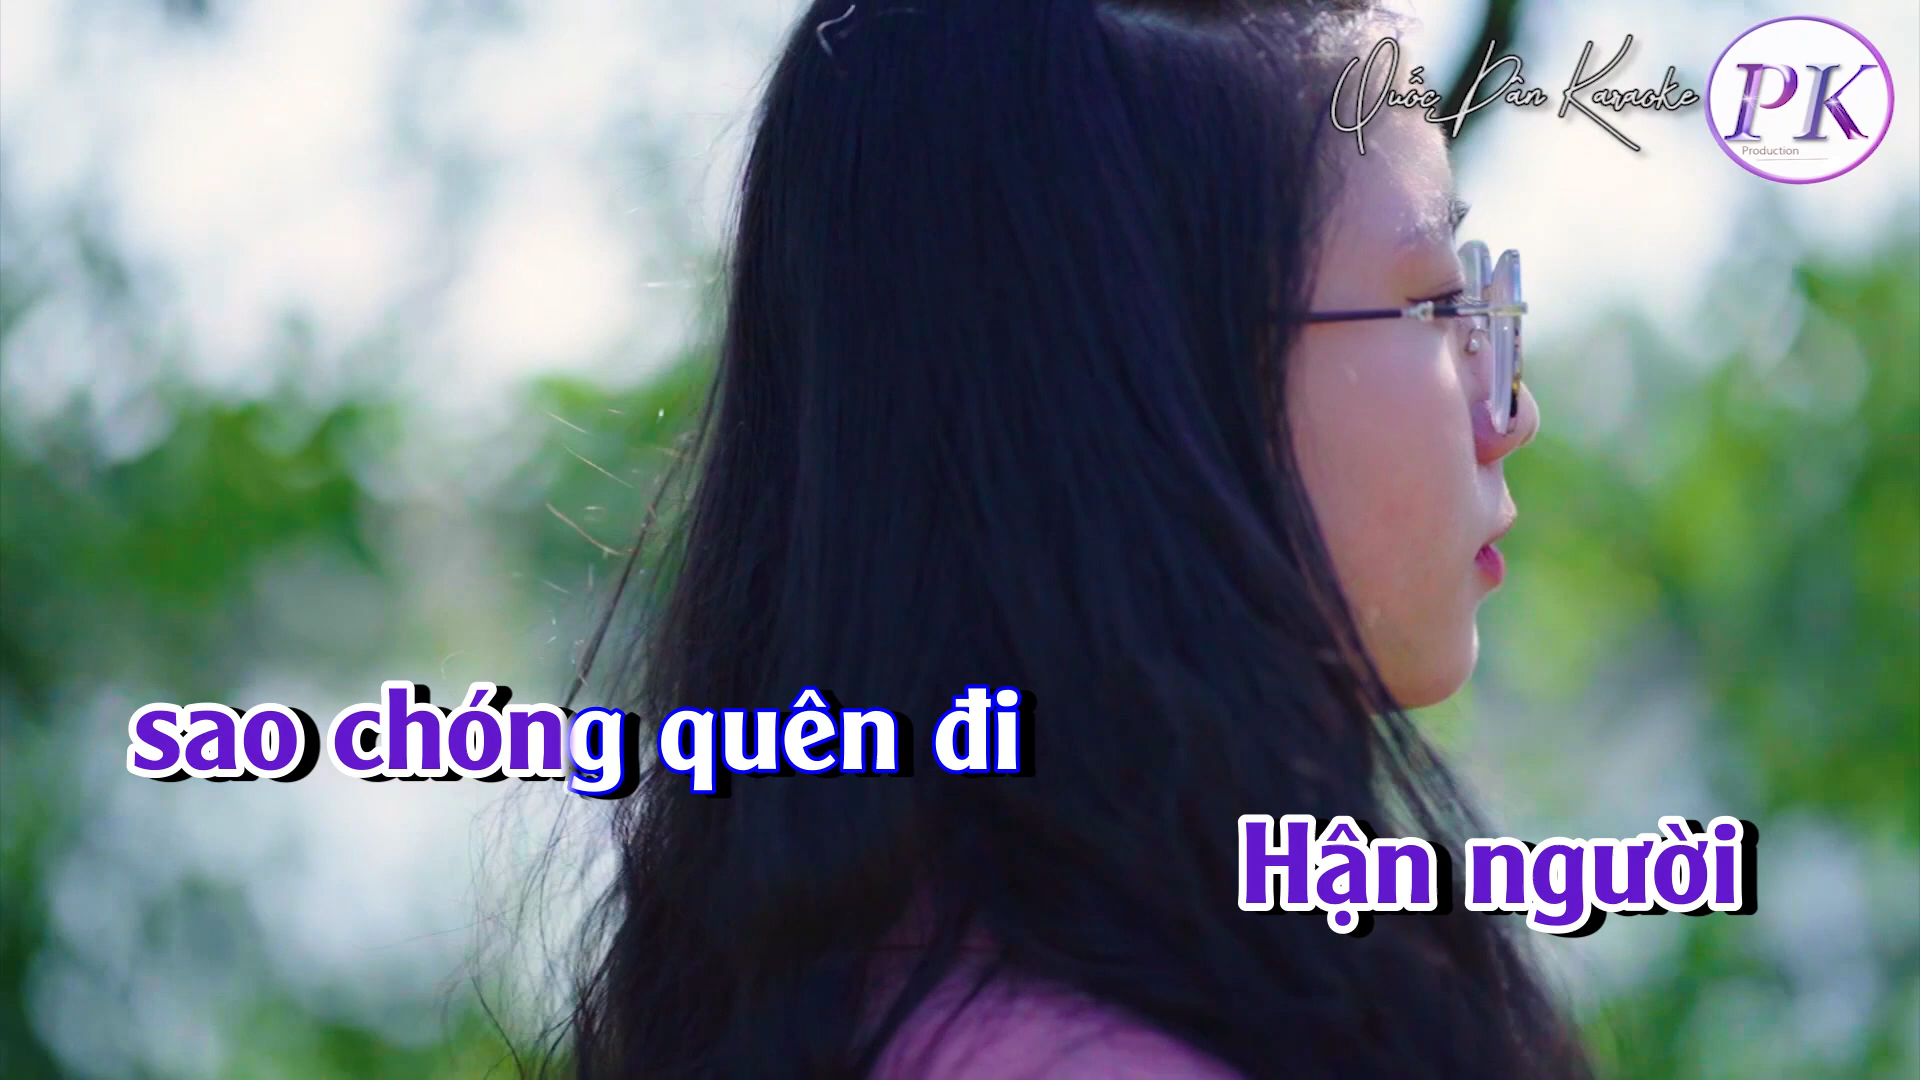 Quốc Dân Karaoke
PK
Production
sao chóng quên đi
Hận người